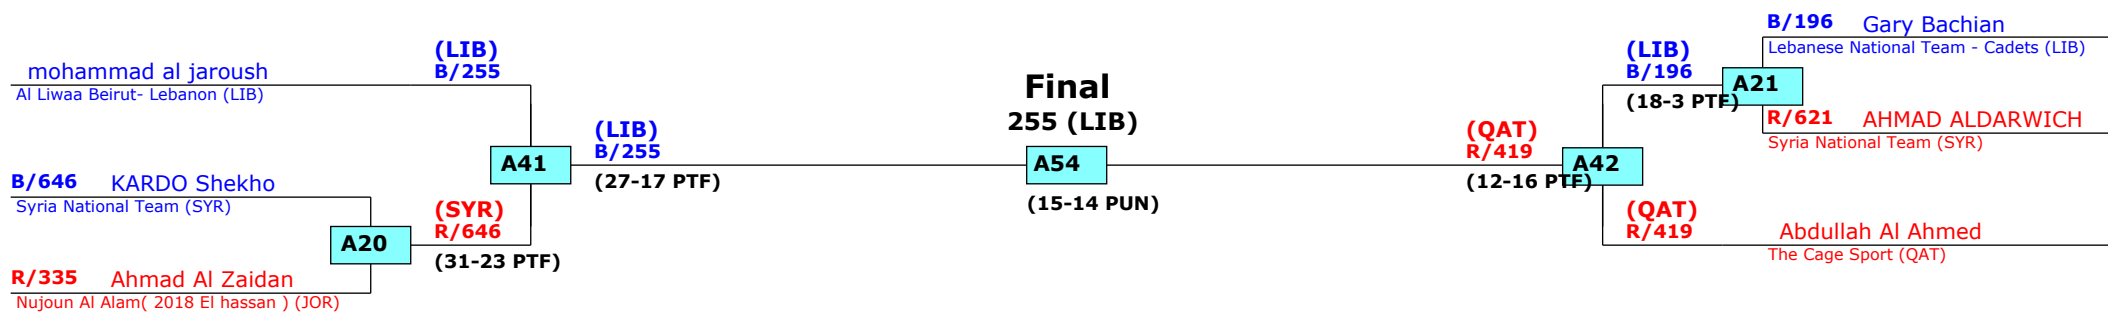 mohammad al jaroush
Al Liwaa Beirut- Lebanon (LIB)
(LIB)
B/255
B/646 KARDO Shekho
Syria National Team (SYR)
A20
R/335 Ahmad Al Zaidan
Nujoun Al Alam( 2018 El hassan ) (JOR)
(SYR)
R/646
(31-23 PTF)
A41
(LIB)
B/255
(27-17 PTF)
Final
255 (LIB)
A54
(15-14 PUN)
(QAT)
R/419
(12-16 PTF)
A42
(LIB)
B/196
(18-3 PTF)
A21
B/196 Gary Bachian
Lebanese National Team - Cadets (LIB)
R/621 AHMAD ALDARWICH
Syria National Team (SYR)
(QAT)
R/419
Abdullah Al Ahmed
The Cage Sport (QAT)